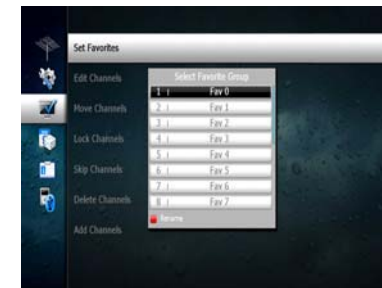 Set Favorites
Edit Channels
Move Channels
Lock Channels
Skip Channels
Delete Channels
Add Channels
Select Favorite Group
1 | Fav 0
2 | Fav 1
3 | Fav 2
4 | Fav 3
5 | Fav 4
6 | Fav 5
7 | Fav 6
8 | Fav 7
Rename